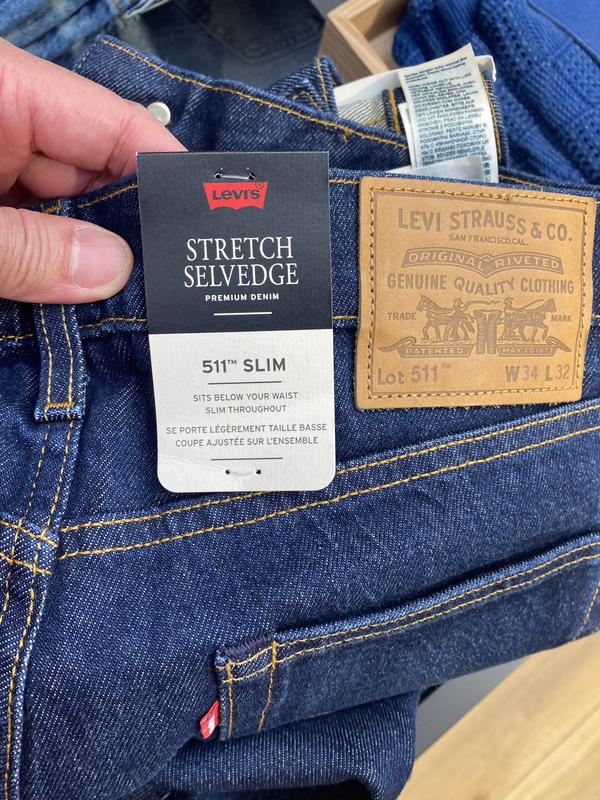 LEVI'S
STRETCH
SELVEDGE
PREMIUM DENIM
511™ SLIM
SITS BELOW YOUR WAIST
SLIM THROUGHOUT
SE PORTE LÉGÈREMENT TAILLE BASSE
COUPE AJUSTÉE SUR L'ENSEMBLE
LEVI STRAUSS & CO.
SAN FRANCISCO, CAL.
ORIGINAL RIVETED
GENUINE QUALITY CLOTHING
TRADE MARK
PATENTED MAY 20 1873
Lot 511™ W34 L32